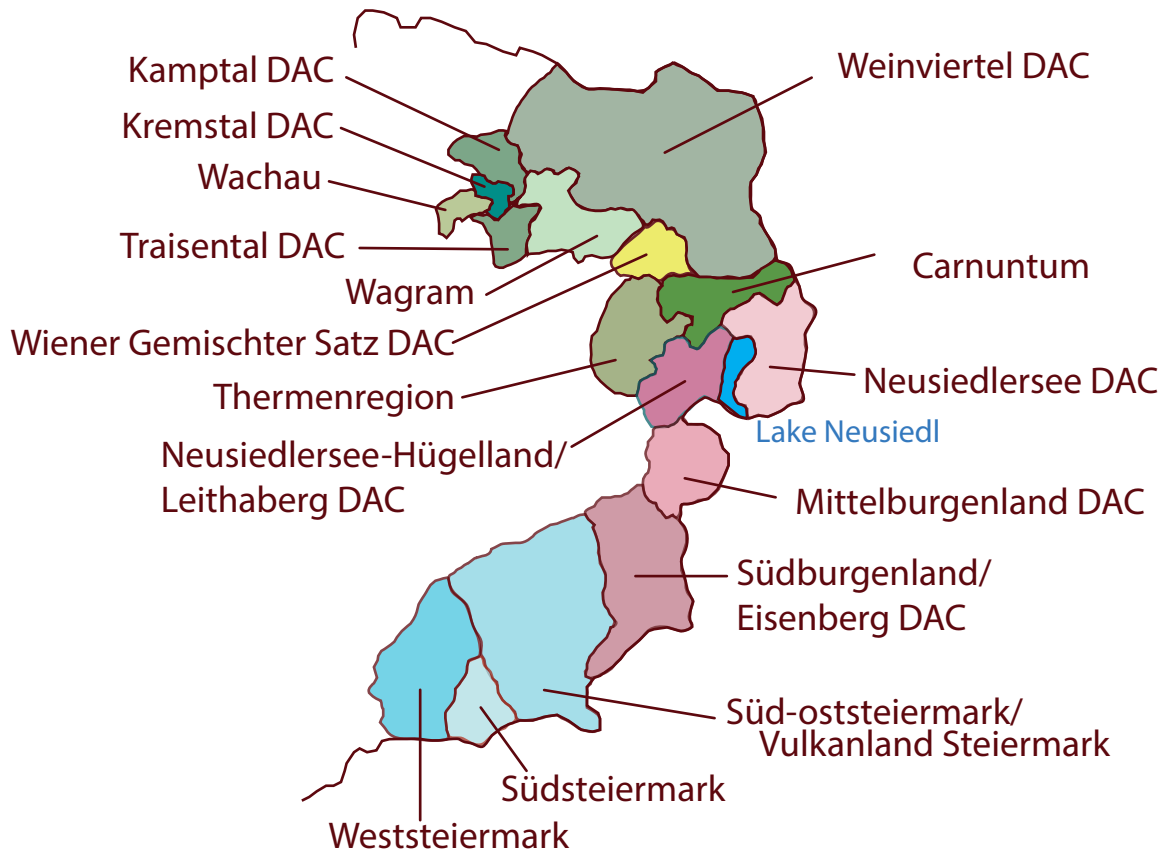 Kamptal DAC
Weinviertel DAC
Kremstal DAC
Wachau
Traisental DAC
Carnuntum
Wagram
Wiener Gemischter Satz DAC
Thermenregion
Neusiedlersee DAC
Lake Neusiedl
Neusiedlersee-Hügelland/
Leithaberg DAC
Mittelburgenland DAC
Südburgenland/
Eisenberg DAC
Süd-oststeiermark/
Vulkanland Steiermark
Südsteiermark
Weststeiermark